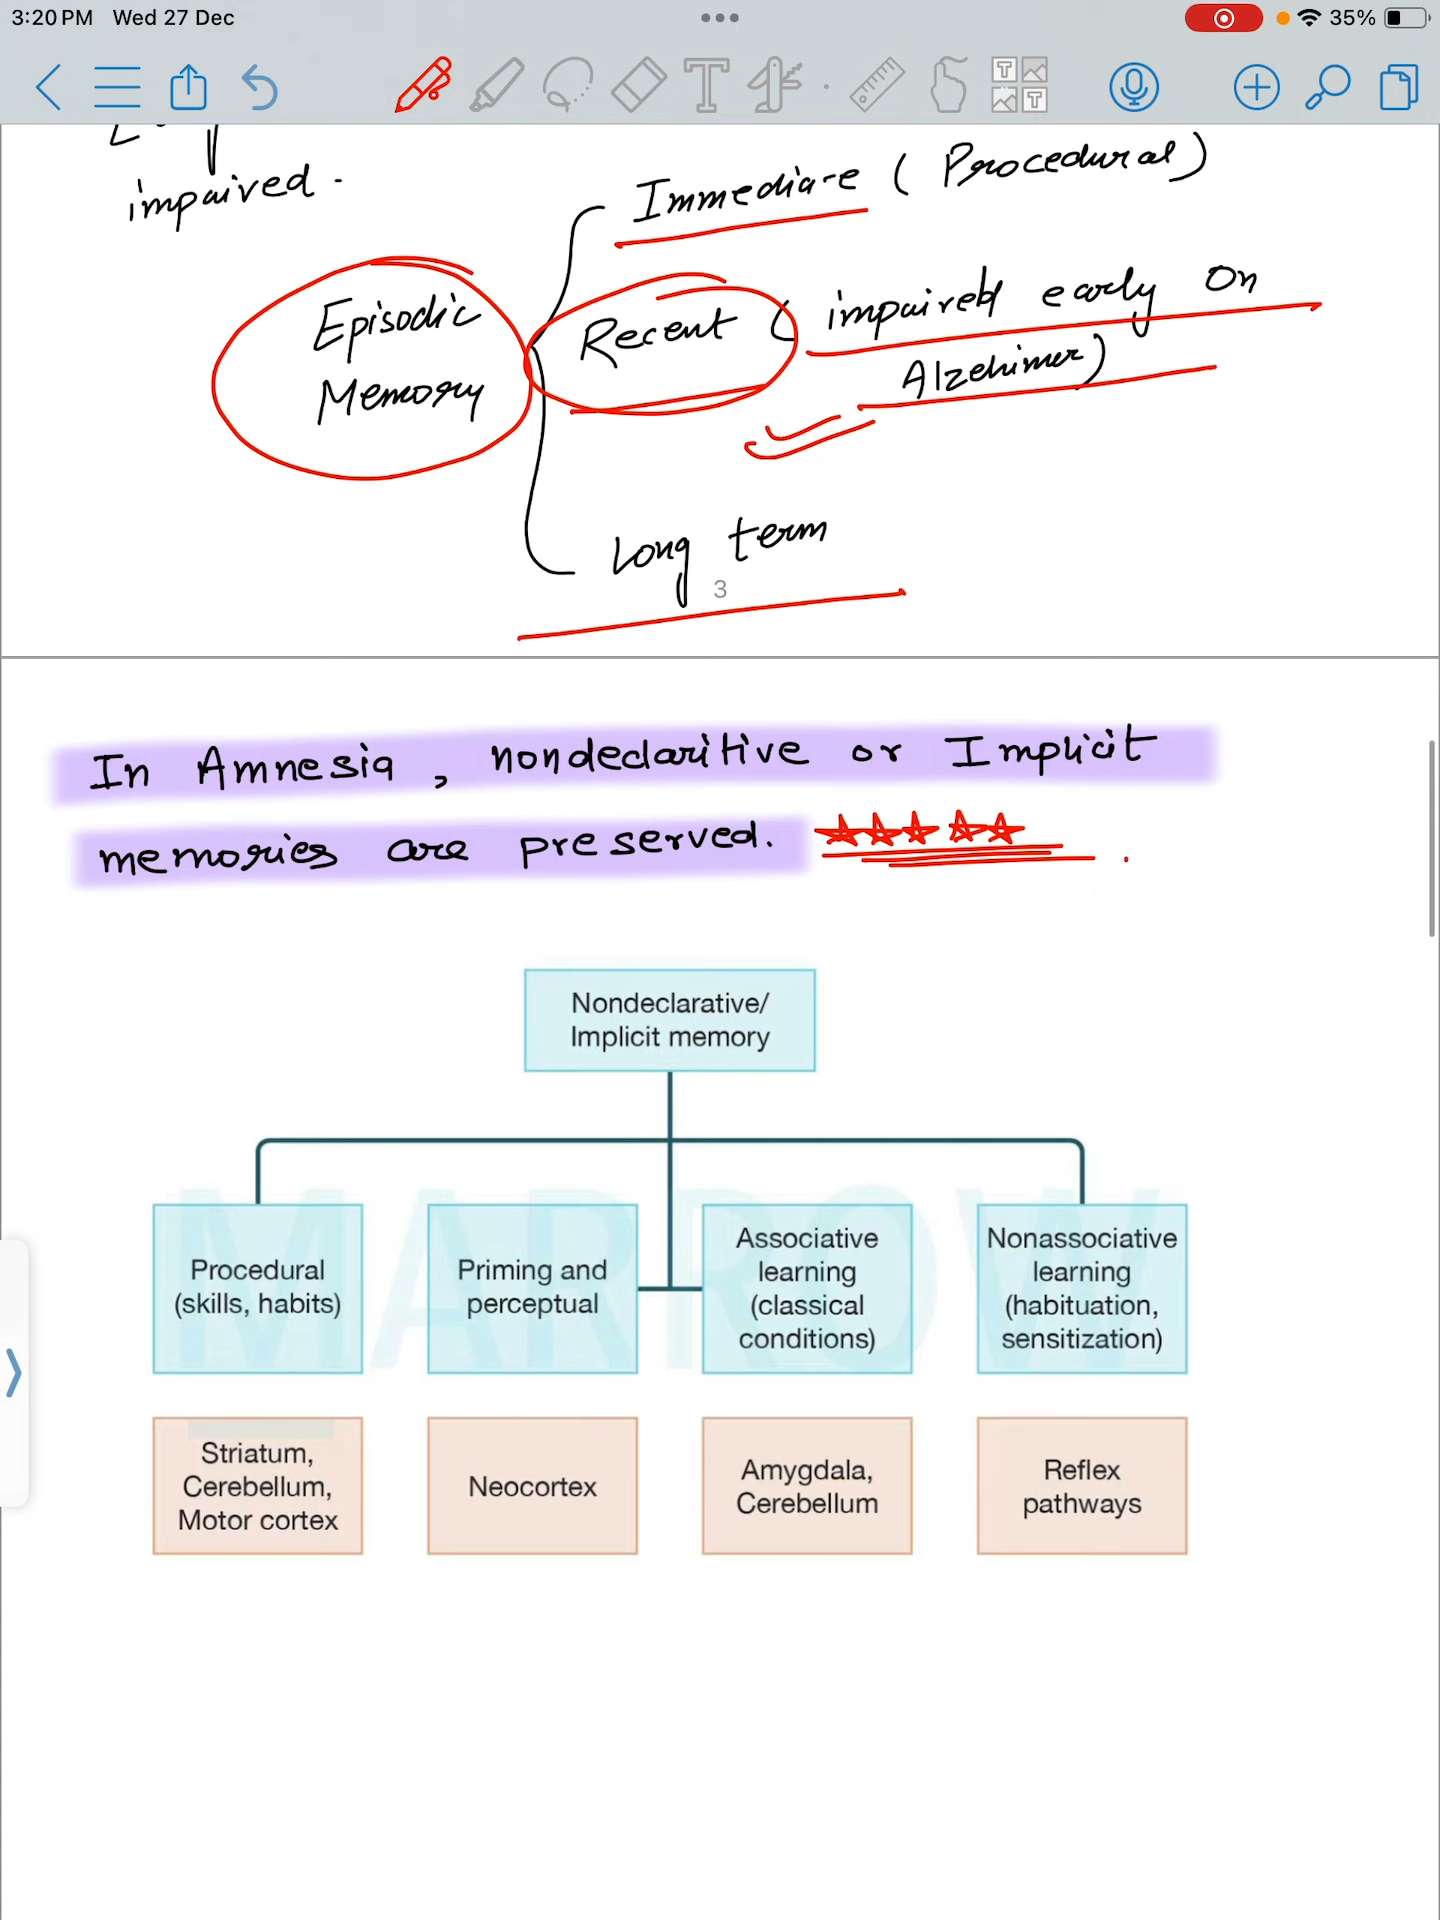 3:20 PM Wed 27 Dec
35%
impaired.
Immediate (Procedural)
Episodic
Memory
Recent (impaired early on
Alzehimer)
Long term
3
In Amnesia, nondeclaritive or Implicit
memories are preserved.
Nondeclarative/
Implicit memory
MARROW
Procedural
(skills, habits)
Priming and
perceptual
Associative
learning
(classical
conditions)
Nonassociative
learning
(habituation,
sensitization)
Striatum,
Cerebellum,
Motor cortex
Neocortex
Amygdala,
Cerebellum
Reflex
pathways